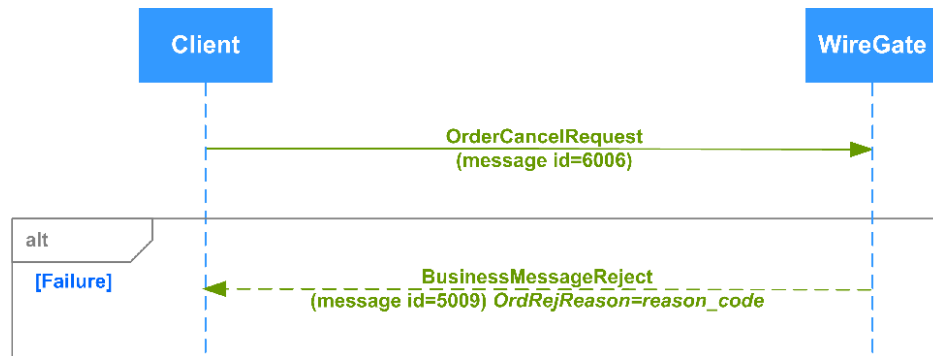 Client
WireGate
OrderCancelRequest
(message id=6006)
alt
[Failure]
BusinessMessageReject
(message id=5009) OrdRejReason=reason_code